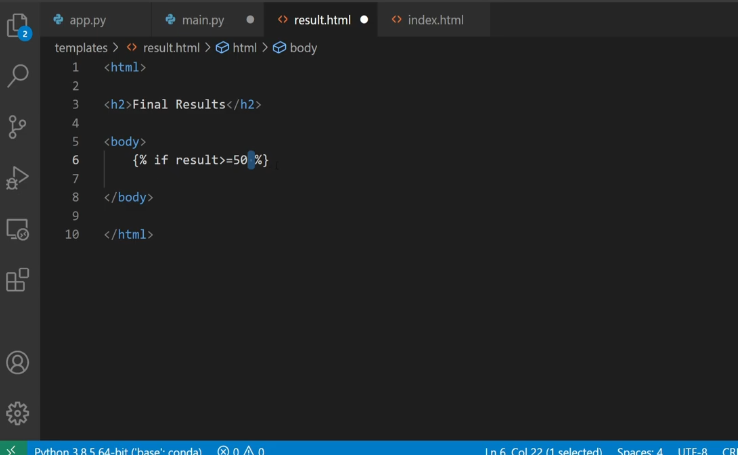 app.py main.py result.html index.html
templates > result.html > html > body
1 <html>
2
3 <h2>Final Results</h2>
4
5 <body>
6 {% if result>=50 %}
7
8 </body>
9
10 </html>
2
Python 3.8.5 64-bit ('base': conda) 0 0 Ln 6, Col 22 (1 selected) Spaces: 4 UTF-8 CRL